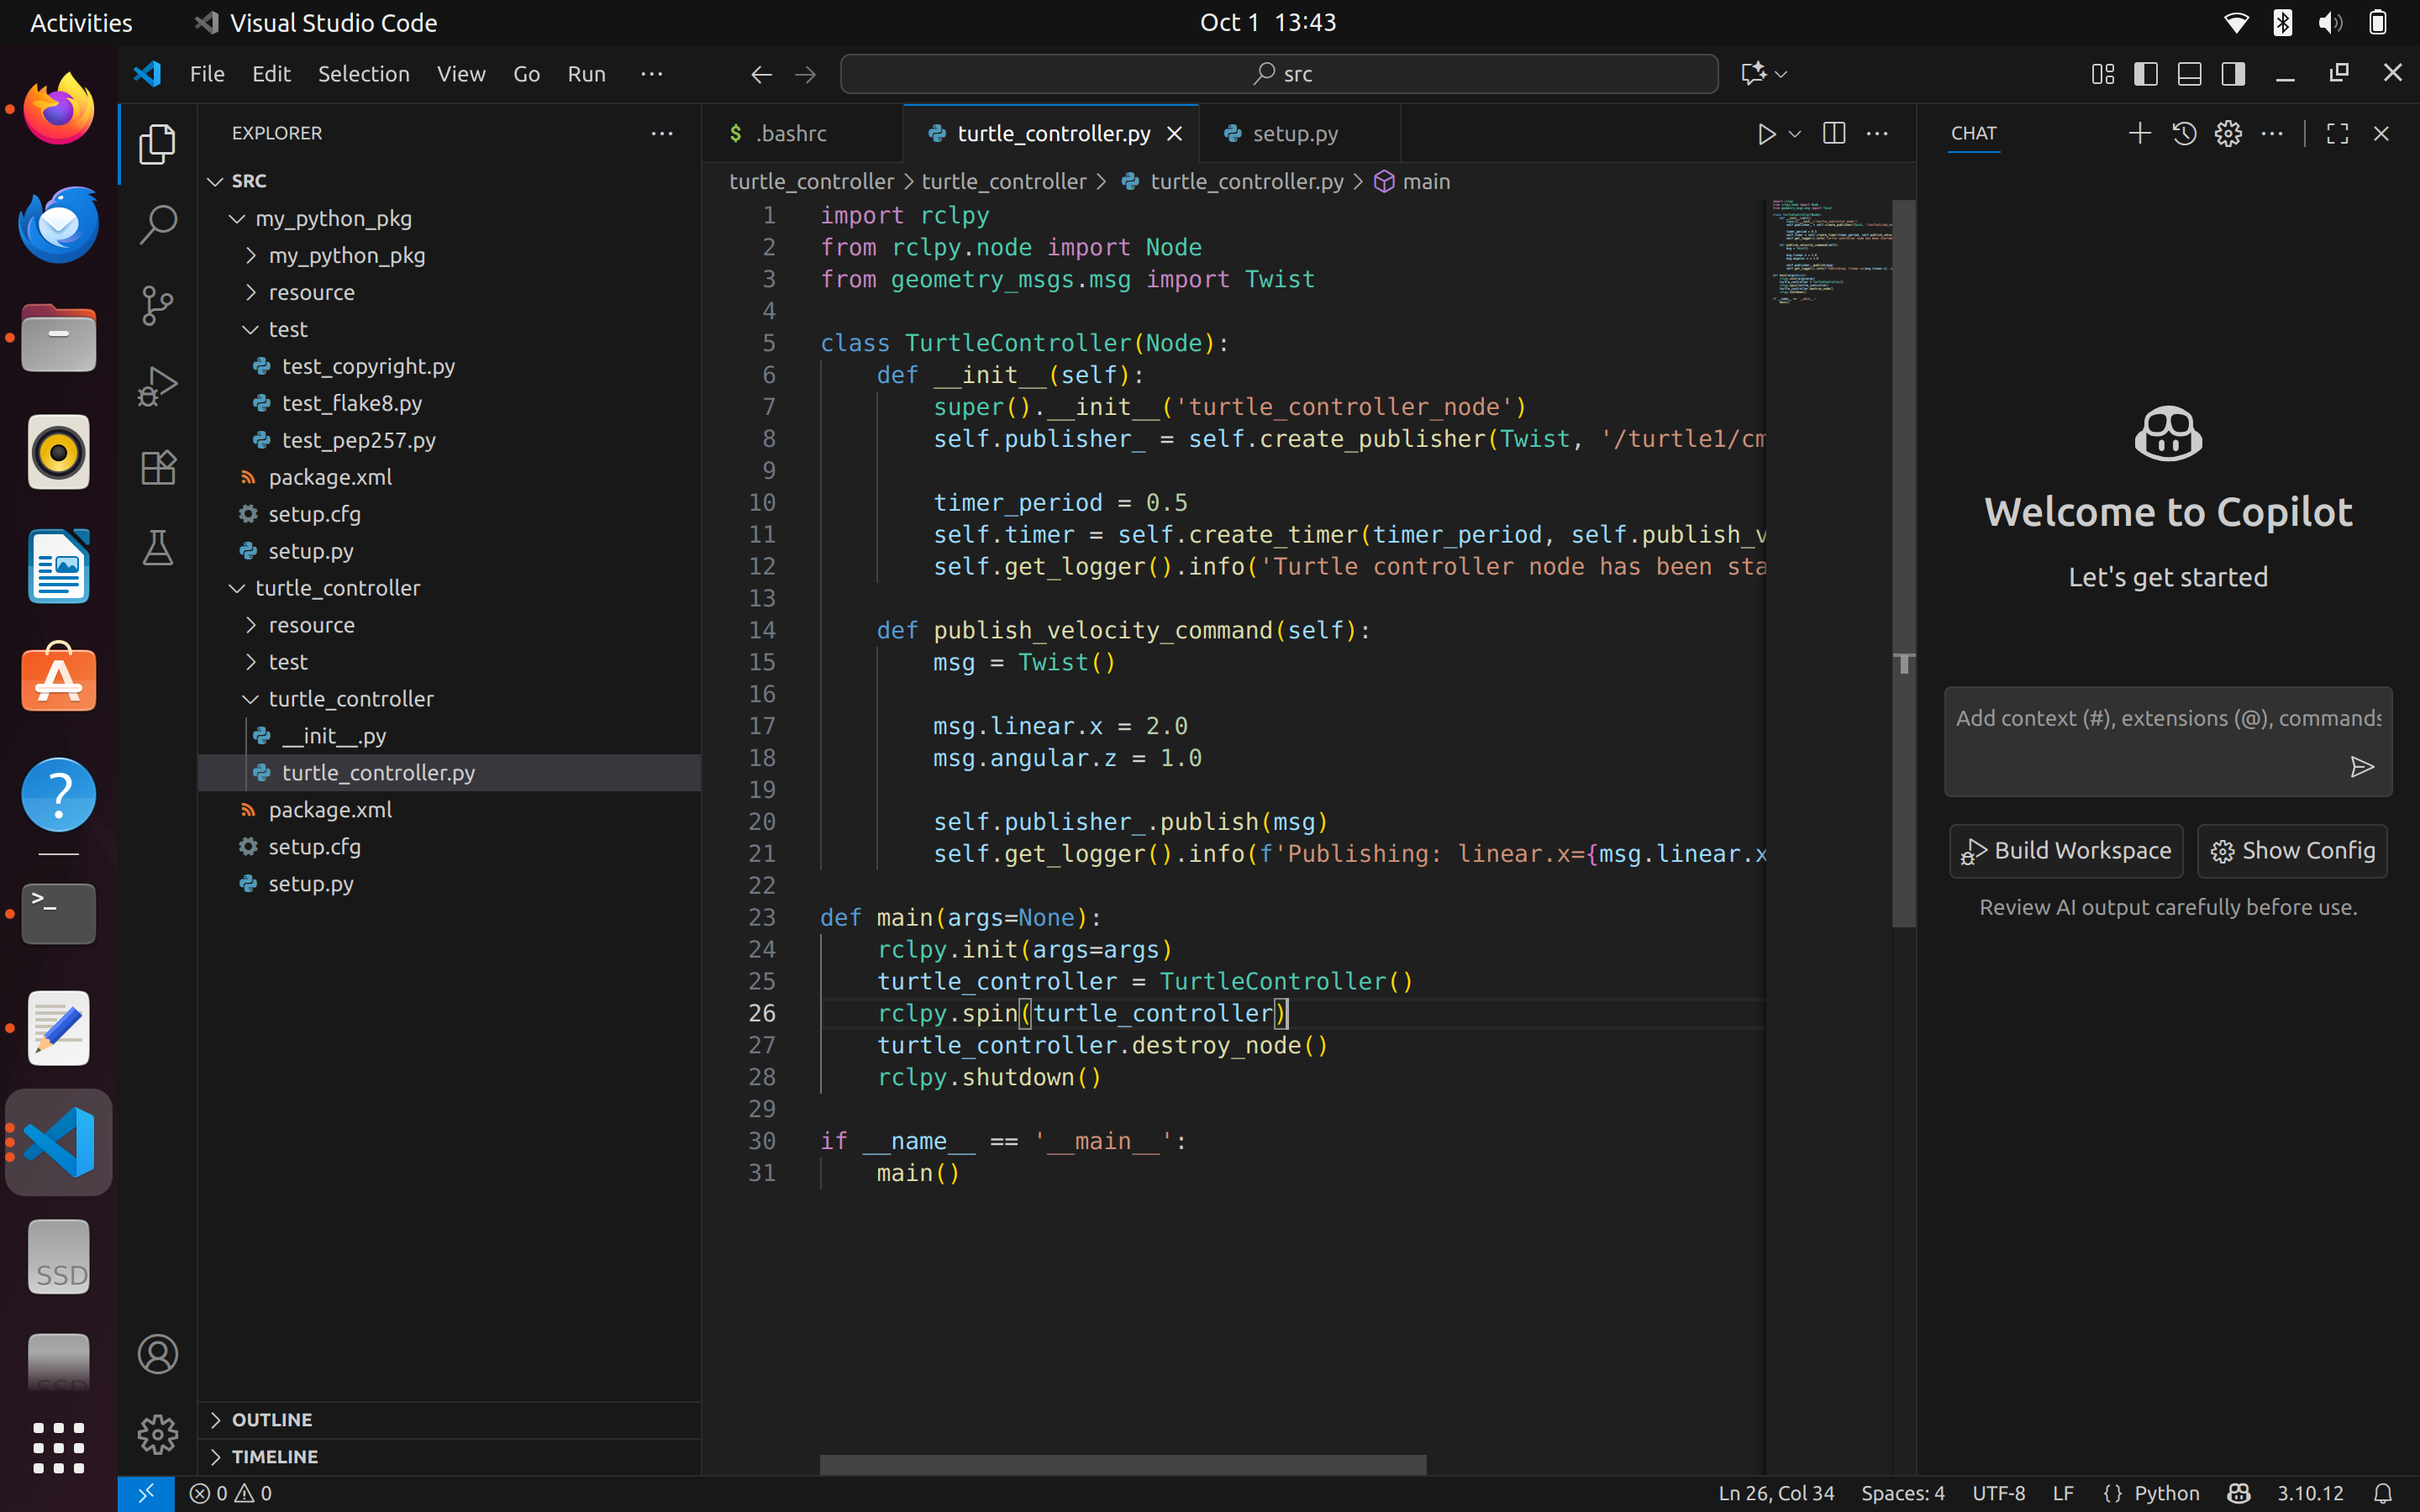 Activities
Visual Studio Code
Oct 1 13:43
File Edit Selection View Go Run ···
src
EXPLORER
SRC
my_python_pkg
my_python_pkg
resource
test
test_copyright.py
test_flake8.py
test_pep257.py
package.xml
setup.cfg
setup.py
turtle_controller
resource
test
turtle_controller
__init__.py
turtle_controller.py
package.xml
setup.cfg
setup.py
OUTLINE
TIMELINE
$ .bashrc
turtle_controller.py
setup.py
turtle_controller > turtle_controller > turtle_controller.py > main
1 import rclpy
2 from rclpy.node import Node
3 from geometry_msgs.msg import Twist
4
5 class TurtleController(Node):
6 def __init__(self):
7 super().__init__('turtle_controller_node')
8 self.publisher_ = self.create_publisher(Twist, '/turtle1/cm
9
10 timer_period = 0.5
11 self.timer = self.create_timer(timer_period, self.publish_v
12 self.get_logger().info('Turtle controller node has been sta
13
14 def publish_velocity_command(self):
15 msg = Twist()
16
17 msg.linear.x = 2.0
18 msg.angular.z = 1.0
19
20 self.publisher_.publish(msg)
21 self.get_logger().info(f'Publishing: linear.x={msg.linear.x
22
23 def main(args=None):
24 rclpy.init(args=args)
25 turtle_controller = TurtleController()
26 rclpy.spin(turtle_controller)
27 turtle_controller.destroy_node()
28 rclpy.shutdown()
29
30 if __name__ == '__main__':
31 main()
CHAT
Welcome to Copilot
Let's get started
Add context (#), extensions (@), commands
Build Workspace
Show Config
Review AI output carefully before use.
SSD
SSD
0 0
Ln 26, Col 34
Spaces: 4
UTF-8
LF
{} Python
3.10.12